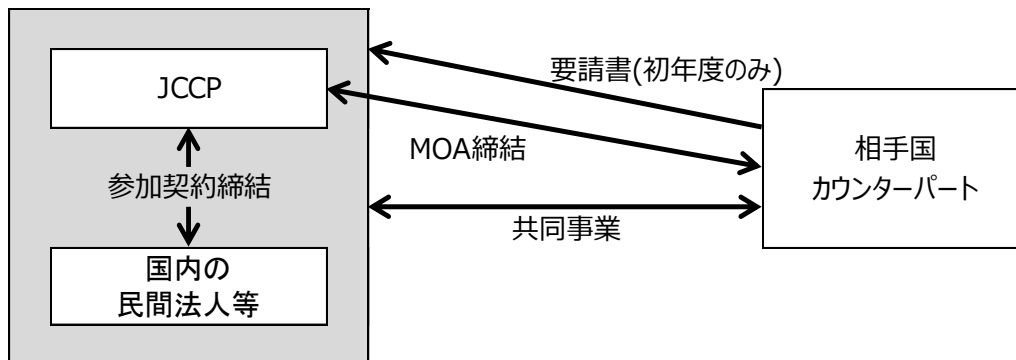 JCCP
参加契約締結
国内の
民間法人等
要請書(初年度のみ)
MOA締結
共同事業
相手国
カウンターパート